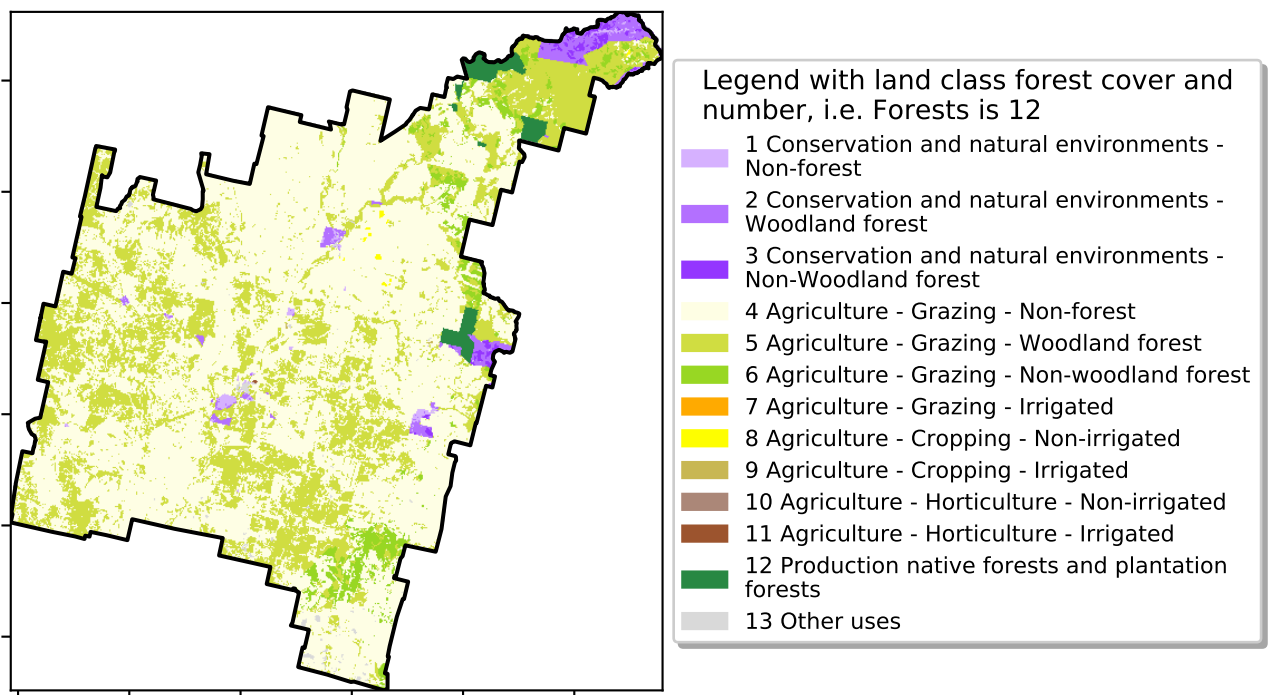 Legend with land class forest cover and
number, i.e. Forests is 12
1 Conservation and natural environments -
Non-forest
2 Conservation and natural environments -
Woodland forest
3 Conservation and natural environments -
Non-Woodland forest
4 Agriculture - Grazing - Non-forest
5 Agriculture - Grazing - Woodland forest
6 Agriculture - Grazing - Non-woodland forest
7 Agriculture - Grazing - Irrigated
8 Agriculture - Cropping - Non-irrigated
9 Agriculture - Cropping - Irrigated
10 Agriculture - Horticulture - Non-irrigated
11 Agriculture - Horticulture - Irrigated
12 Production native forests and plantation
forests
13 Other uses